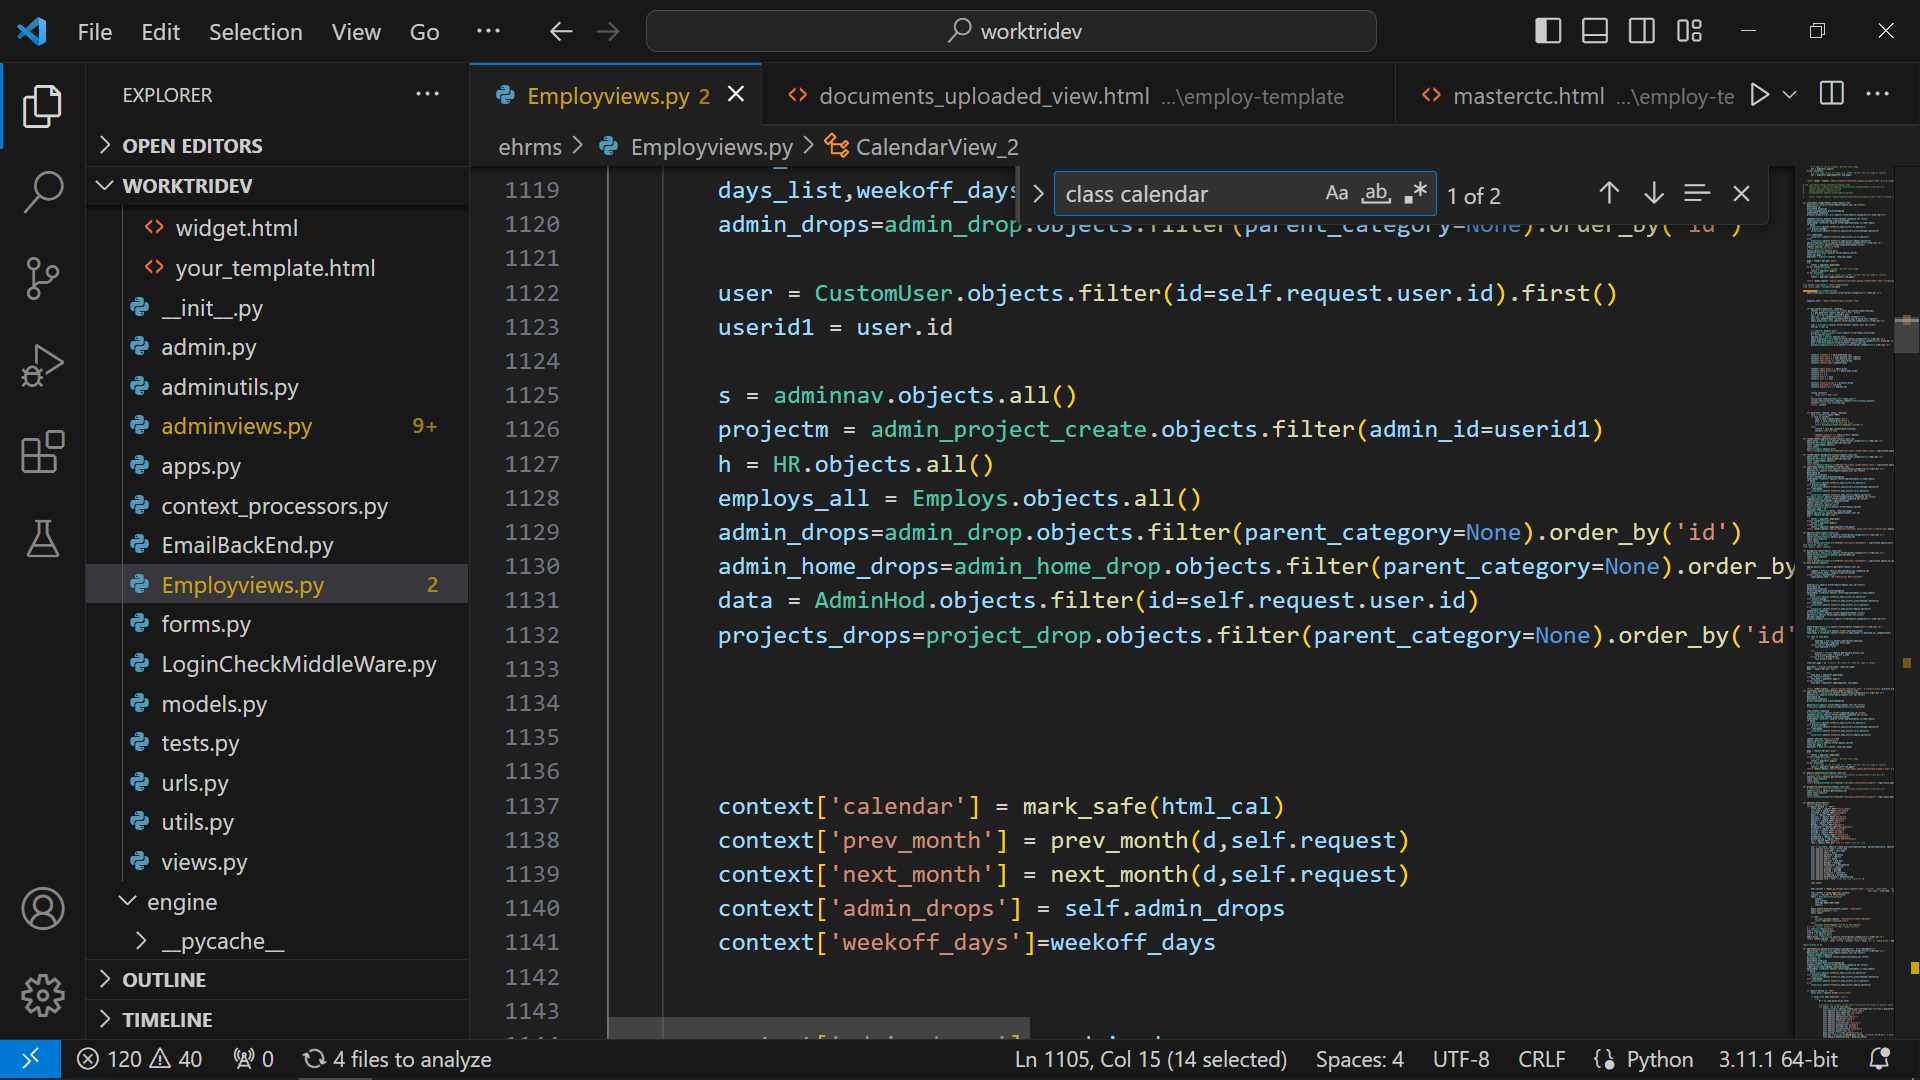 File Edit Selection View Go ··· worktridev
EXPLORER ···
OPEN EDITORS
WORKTRIDEV
widget.html
your_template.html
__init__.py
admin.py
adminutils.py
adminviews.py 9+
apps.py
context_processors.py
EmailBackEnd.py
Employviews.py 2
forms.py
LoginCheckMiddleWare.py
models.py
tests.py
urls.py
utils.py
views.py
engine
__pycache__
OUTLINE
TIMELINE
Employviews.py 2 documents_uploaded_view.html ...\employ-template masterctc.html ...\employ-te
ehrms > Employviews.py > CalendarView_2
class calendar Aa ab .* 1 of 2
1119 days_list,weekoff_days
1120 admin_drops=admin_drop.objects.filter(parent_category=None).order_by('id')
1121
1122 user = CustomUser.objects.filter(id=self.request.user.id).first()
1123 userid1 = user.id
1124
1125 s = adminnav.objects.all()
1126 projectm = admin_project_create.objects.filter(admin_id=userid1)
1127 h = HR.objects.all()
1128 employs_all = Employs.objects.all()
1129 admin_drops=admin_drop.objects.filter(parent_category=None).order_by('id')
1130 admin_home_drops=admin_home_drop.objects.filter(parent_category=None).order_by
1131 data = AdminHod.objects.filter(id=self.request.user.id)
1132 projects_drops=project_drop.objects.filter(parent_category=None).order_by('id'
1133
1134
1135
1136
1137 context['calendar'] = mark_safe(html_cal)
1138 context['prev_month'] = prev_month(d,self.request)
1139 context['next_month'] = next_month(d,self.request)
1140 context['admin_drops'] = self.admin_drops
1141 context['weekoff_days']=weekoff_days
1142
1143
120 40 0 4 files to analyze Ln 1105, Col 15 (14 selected) Spaces: 4 UTF-8 CRLF {} Python 3.11.1 64-bit